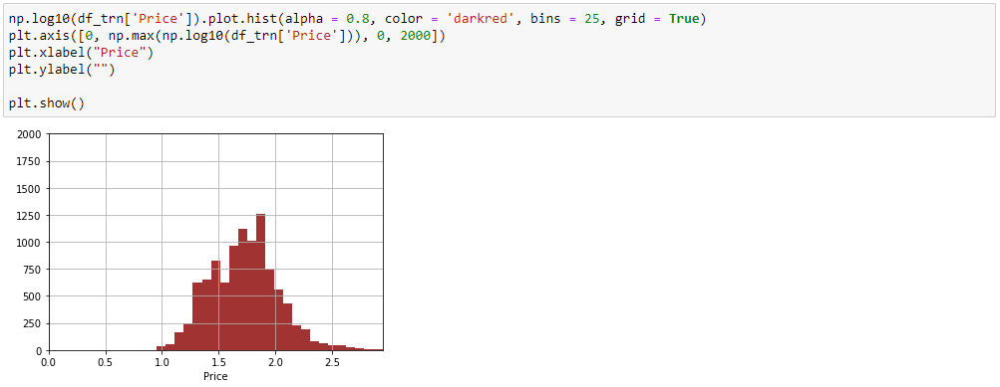 np.log10(df_trn['Price']).plot.hist(alpha = 0.8, color = 'darkred', bins = 25, grid = True)
plt.axis([0, np.max(np.log10(df_trn['Price'])), 0, 2000])
plt.xlabel("Price")
plt.ylabel("")
plt.show()
2000
1750
1500
1250
1000
750
500
250
0
0.0 0.5 1.0 1.5 2.0 2.5
Price